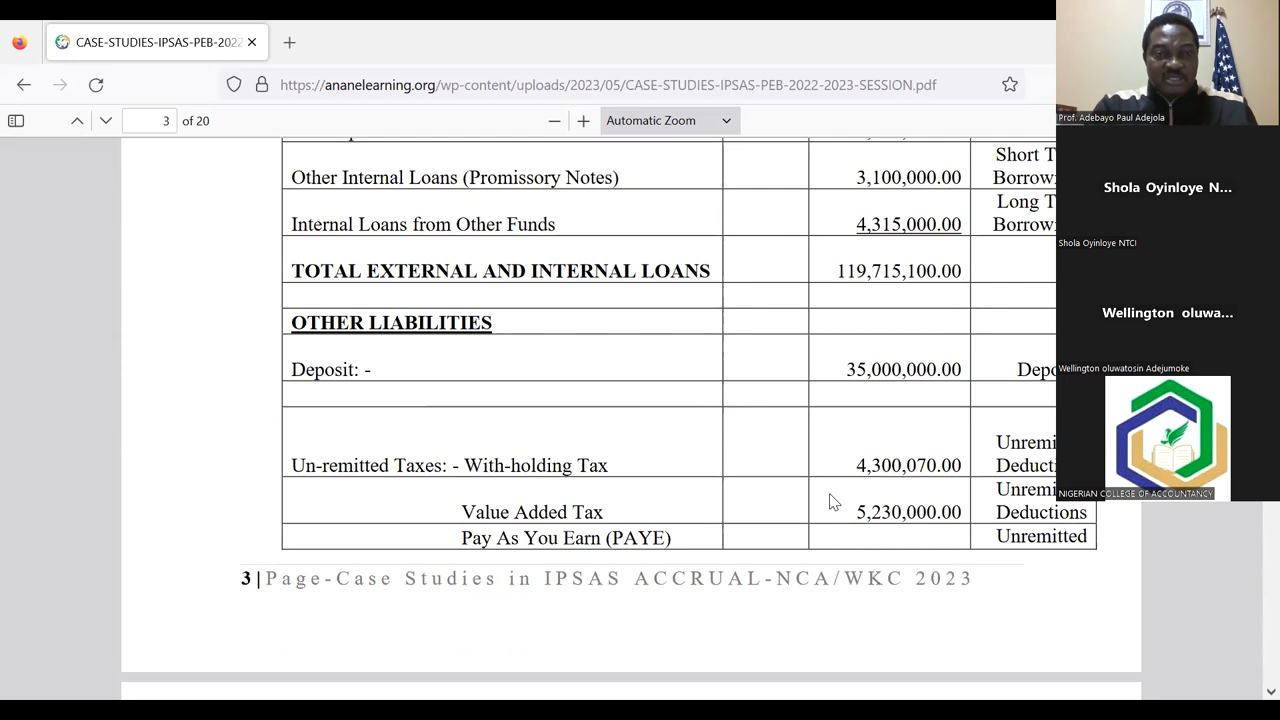 CASE-STUDIES-IPSAS-PEB-2022
https://ananelearning.org/wp-content/uploads/2023/05/CASE-STUDIES-IPSAS-PEB-2022-2023-SESSION.pdf
3 of 20
Automatic Zoom
Prof. Adebayo Paul Adejola
Short T
Other Internal Loans (Promissory Notes) 3,100,000.00 Borrow
Long T
Internal Loans from Other Funds 4,315,000.00 Borrow
TOTAL EXTERNAL AND INTERNAL LOANS 119,715,100.00
OTHER LIABILITIES
Deposit: - 35,000,000.00 Depo
Unremi
Un-remitted Taxes: - With-holding Tax 4,300,070.00 Deducti
Unremi
Value Added Tax 5,230,000.00 Deductions
Pay As You Earn (PAYE) Unremitted
3|Page-Case Studies in IPSAS ACCRUAL-NCA/WKC 2023
Shola Oyinloye N...
Shola Oyinloye NTCI
Wellington oluwa...
Wellington oluwatosin Adejumoke
NIGERIAN COLLEGE OF ACCOUNTANCY